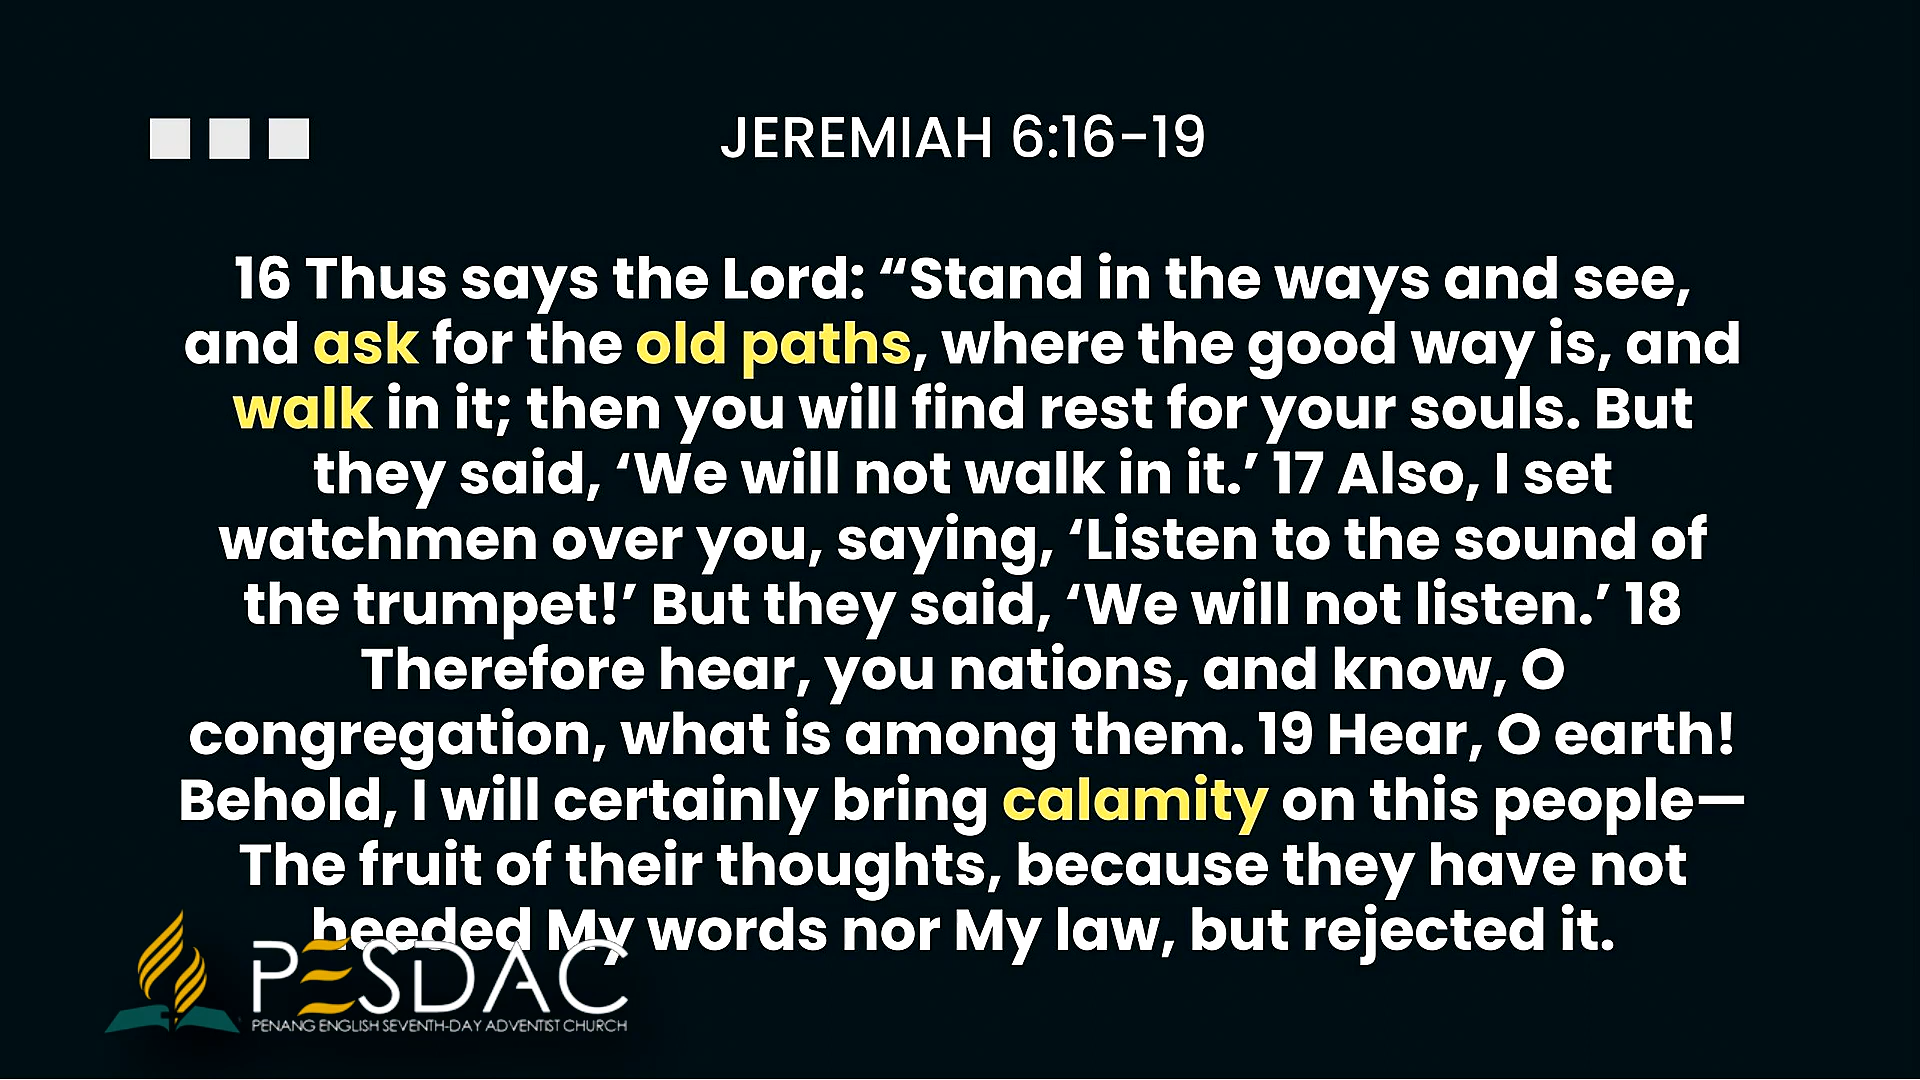 JEREMIAH 6:16-19
16 Thus says the Lord: “Stand in the ways and see,
and ask for the old paths, where the good way is, and
walk in it; then you will find rest for your souls. But
they said, ‘We will not walk in it.’ 17 Also, I set
watchmen over you, saying, ‘Listen to the sound of
the trumpet!’ But they said, ‘We will not listen.’ 18
Therefore hear, you nations, and know, O
congregation, what is among them. 19 Hear, O earth!
Behold, I will certainly bring calamity on this people—
The fruit of their thoughts, because they have not
heeded My words nor My law, but rejected it.
PESDAC
PENANG ENGLISH SEVENTH-DAY ADVENTIST CHURCH